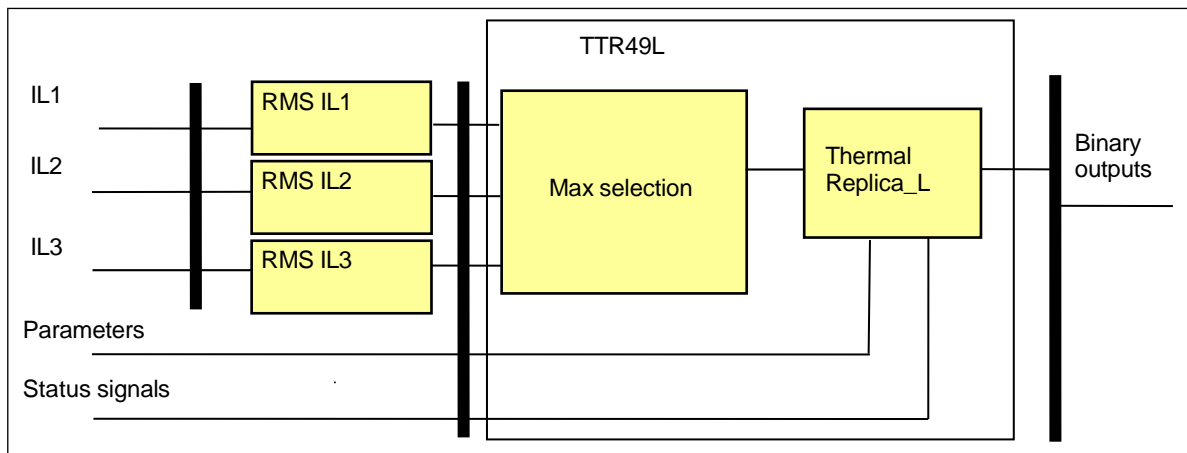 TTR49L
IL1
RMS IL1
IL2
RMS IL2
IL3
RMS IL3
Max selection
Thermal
Replica_L
Binary
outputs
Parameters
Status signals